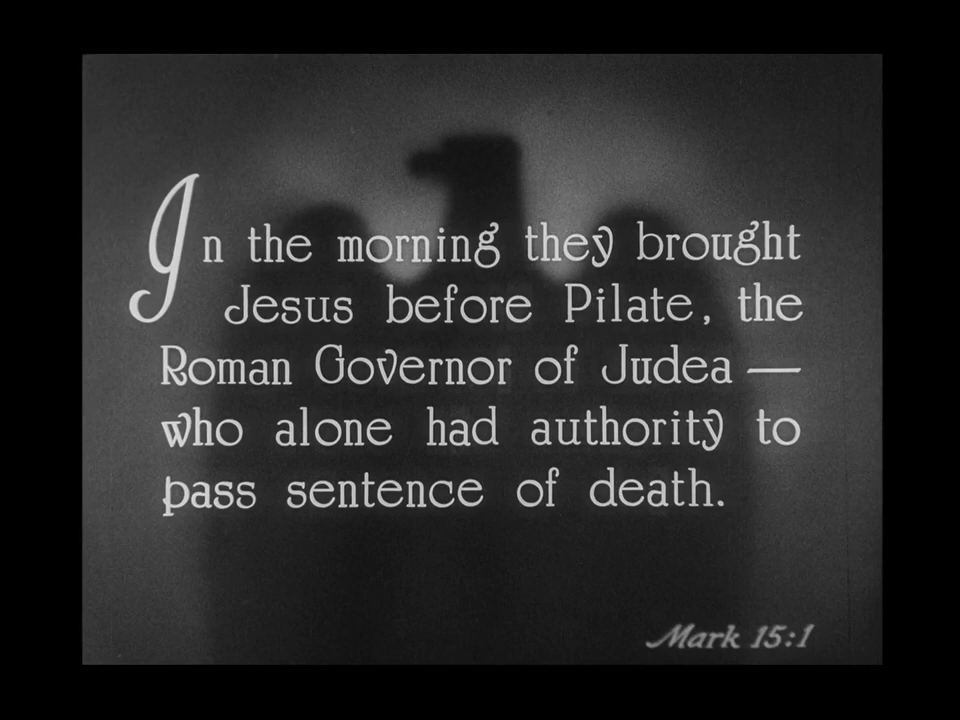 In the morning they brought
Jesus before Pilate, the
Roman Governor of Judea —
who alone had authority to
pass sentence of death.
Mark 15:1